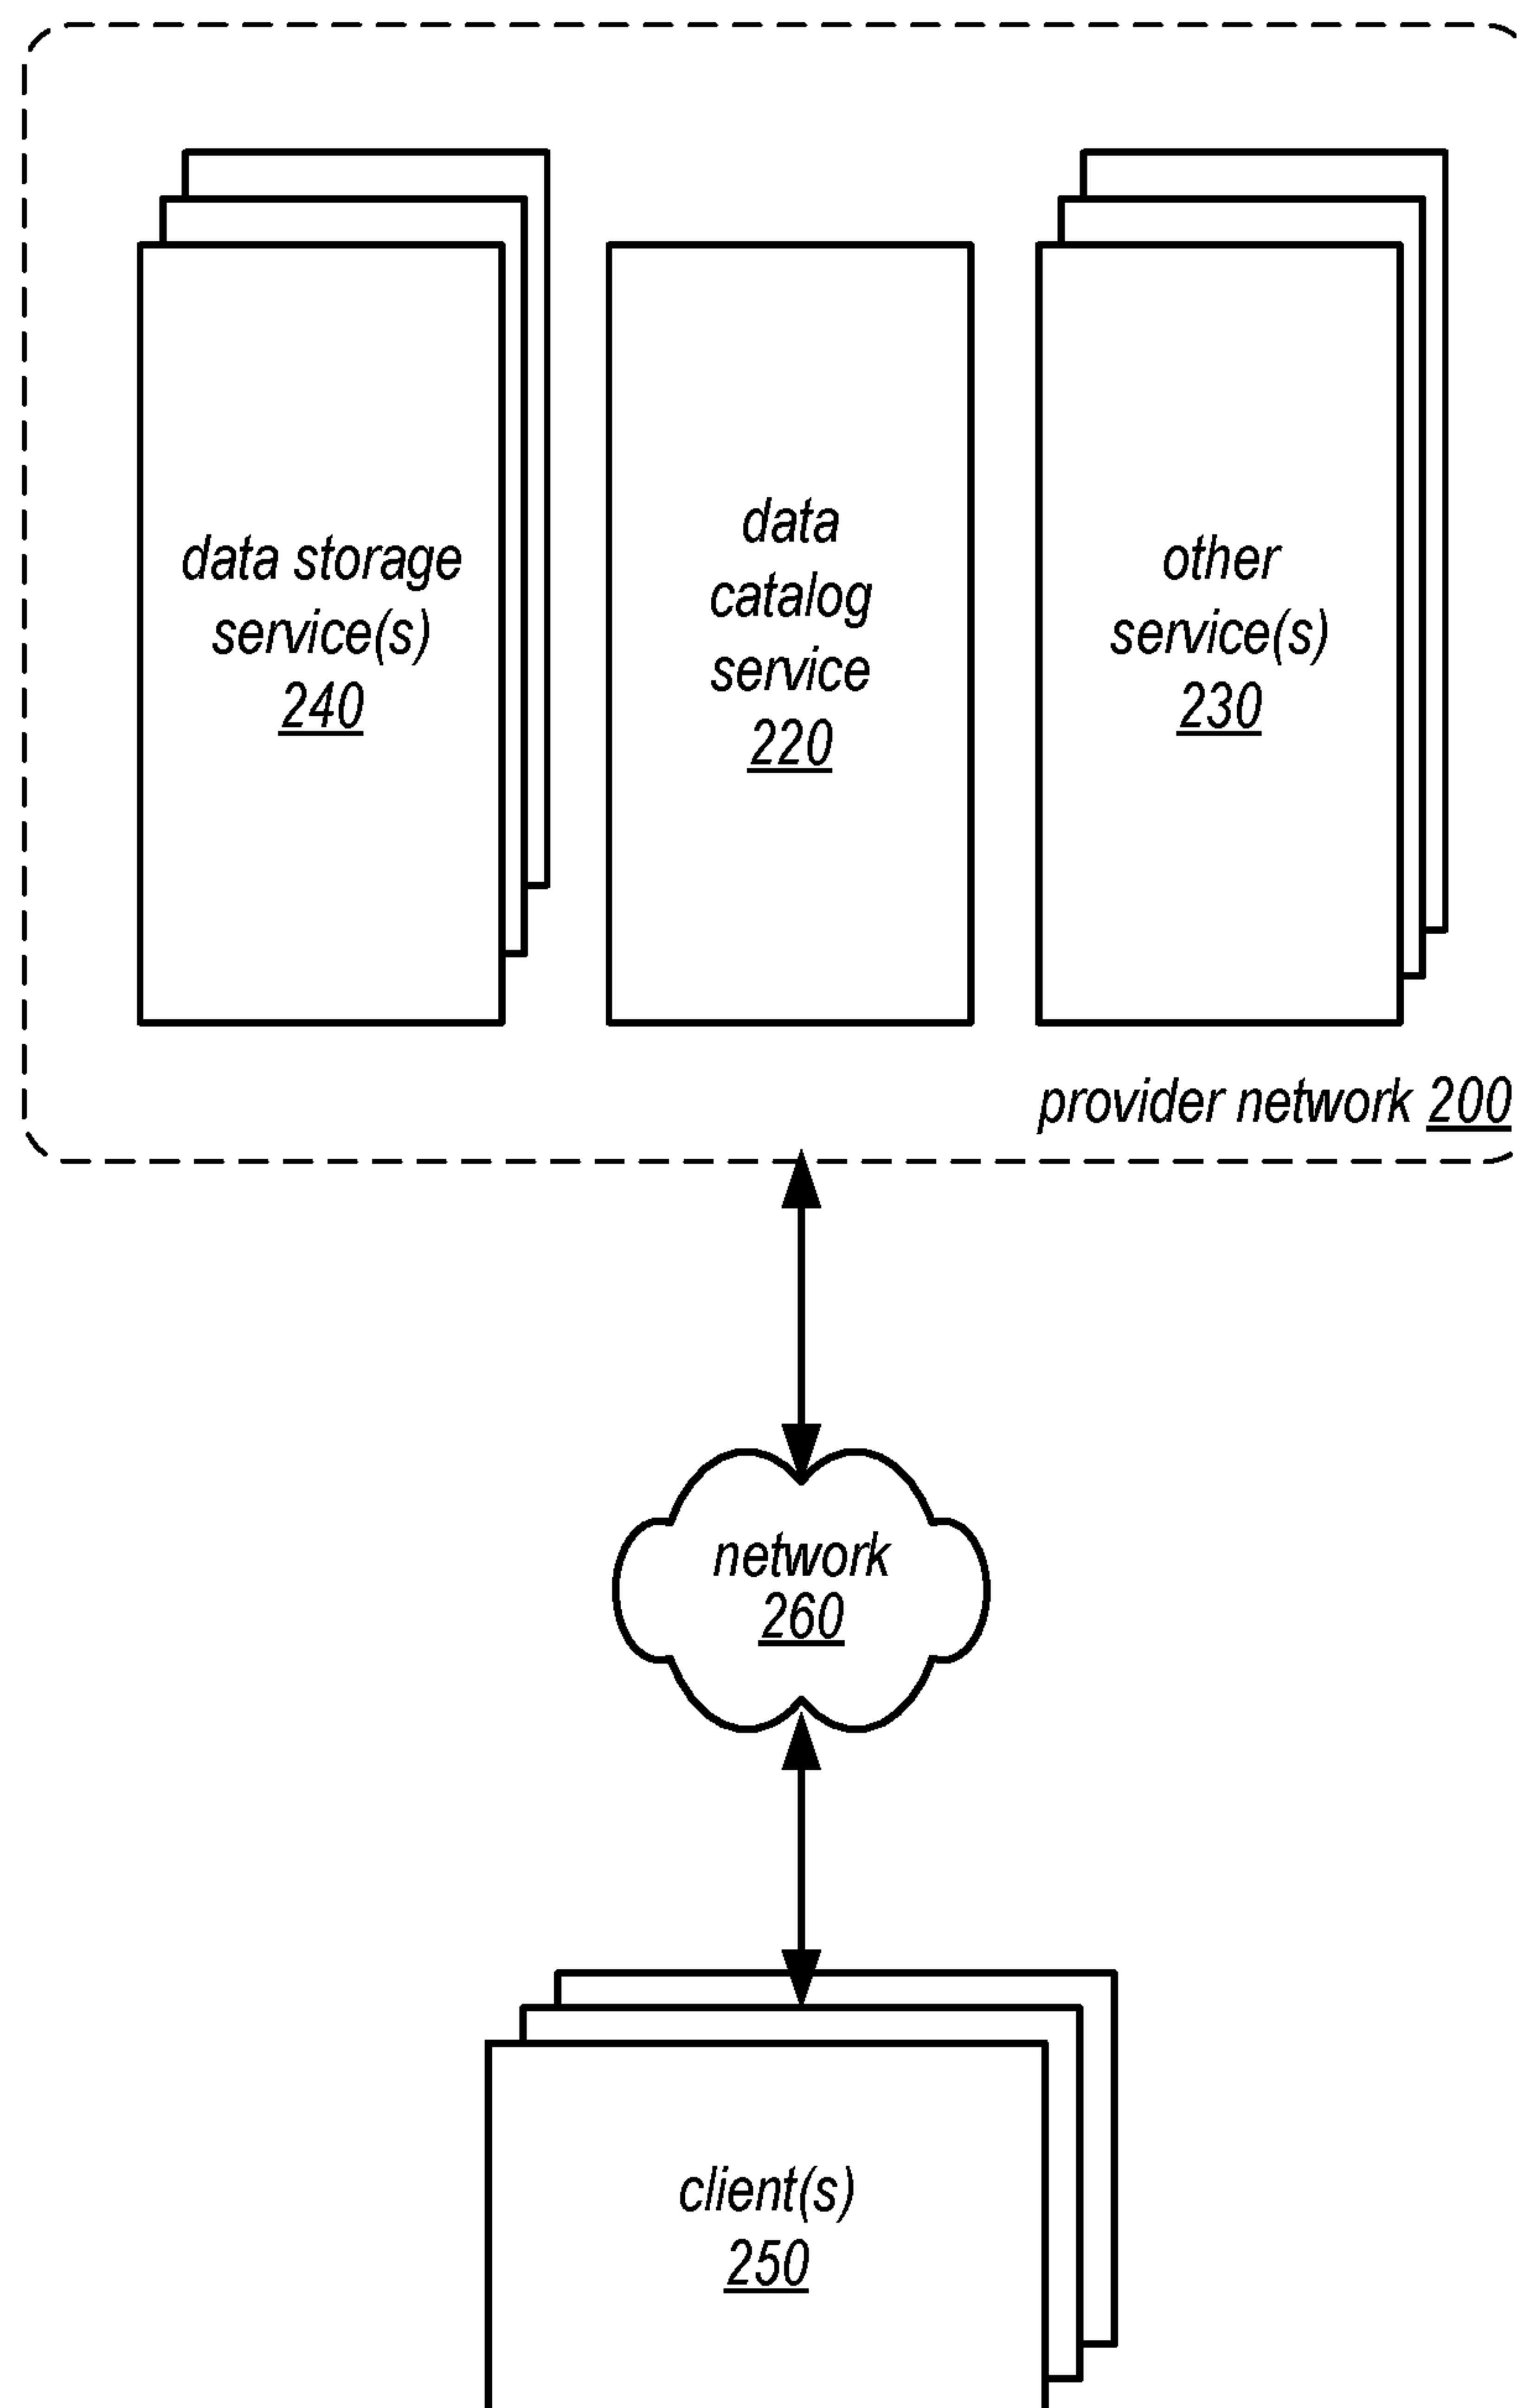 data storage
service(s)
240
data
catalog
service
220
other
service(s)
230
provider network 200
network
260
client(s)
250